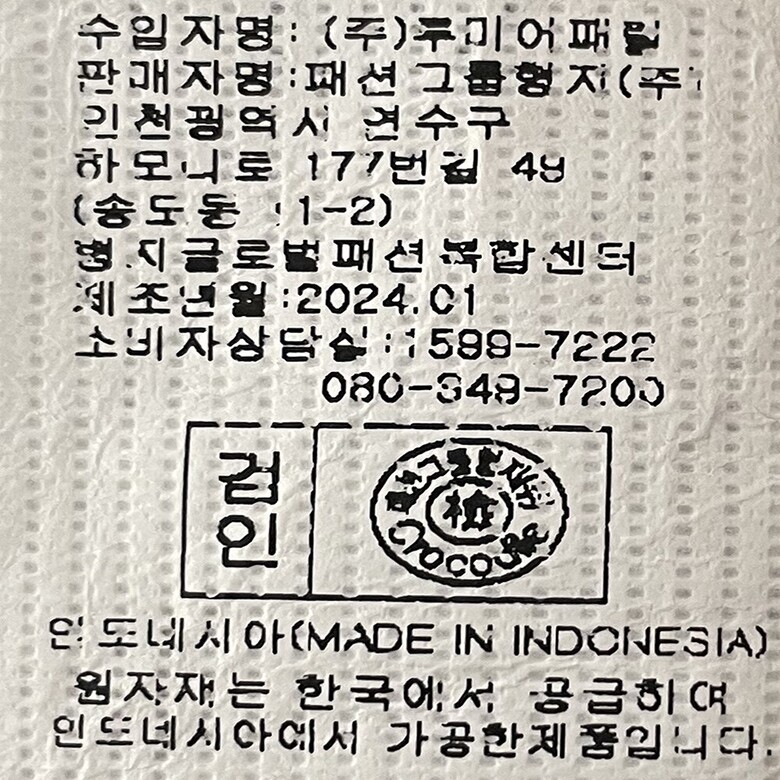 수입자명: (주)루미어패럴
판매자명:패션그룹형지(주)
인천광역시 연수구
하모니로 177번길 49
(송도동 11-2)
형지글로벌패션복합센터
제조년월:2024.01
소비자상담실:1599-7222
080-349-7200
검
인
檢
인도네시아(MADE IN INDONESIA)
원자재는 한국에서 공급하여
인도네시아에서 가공한제품입니다.